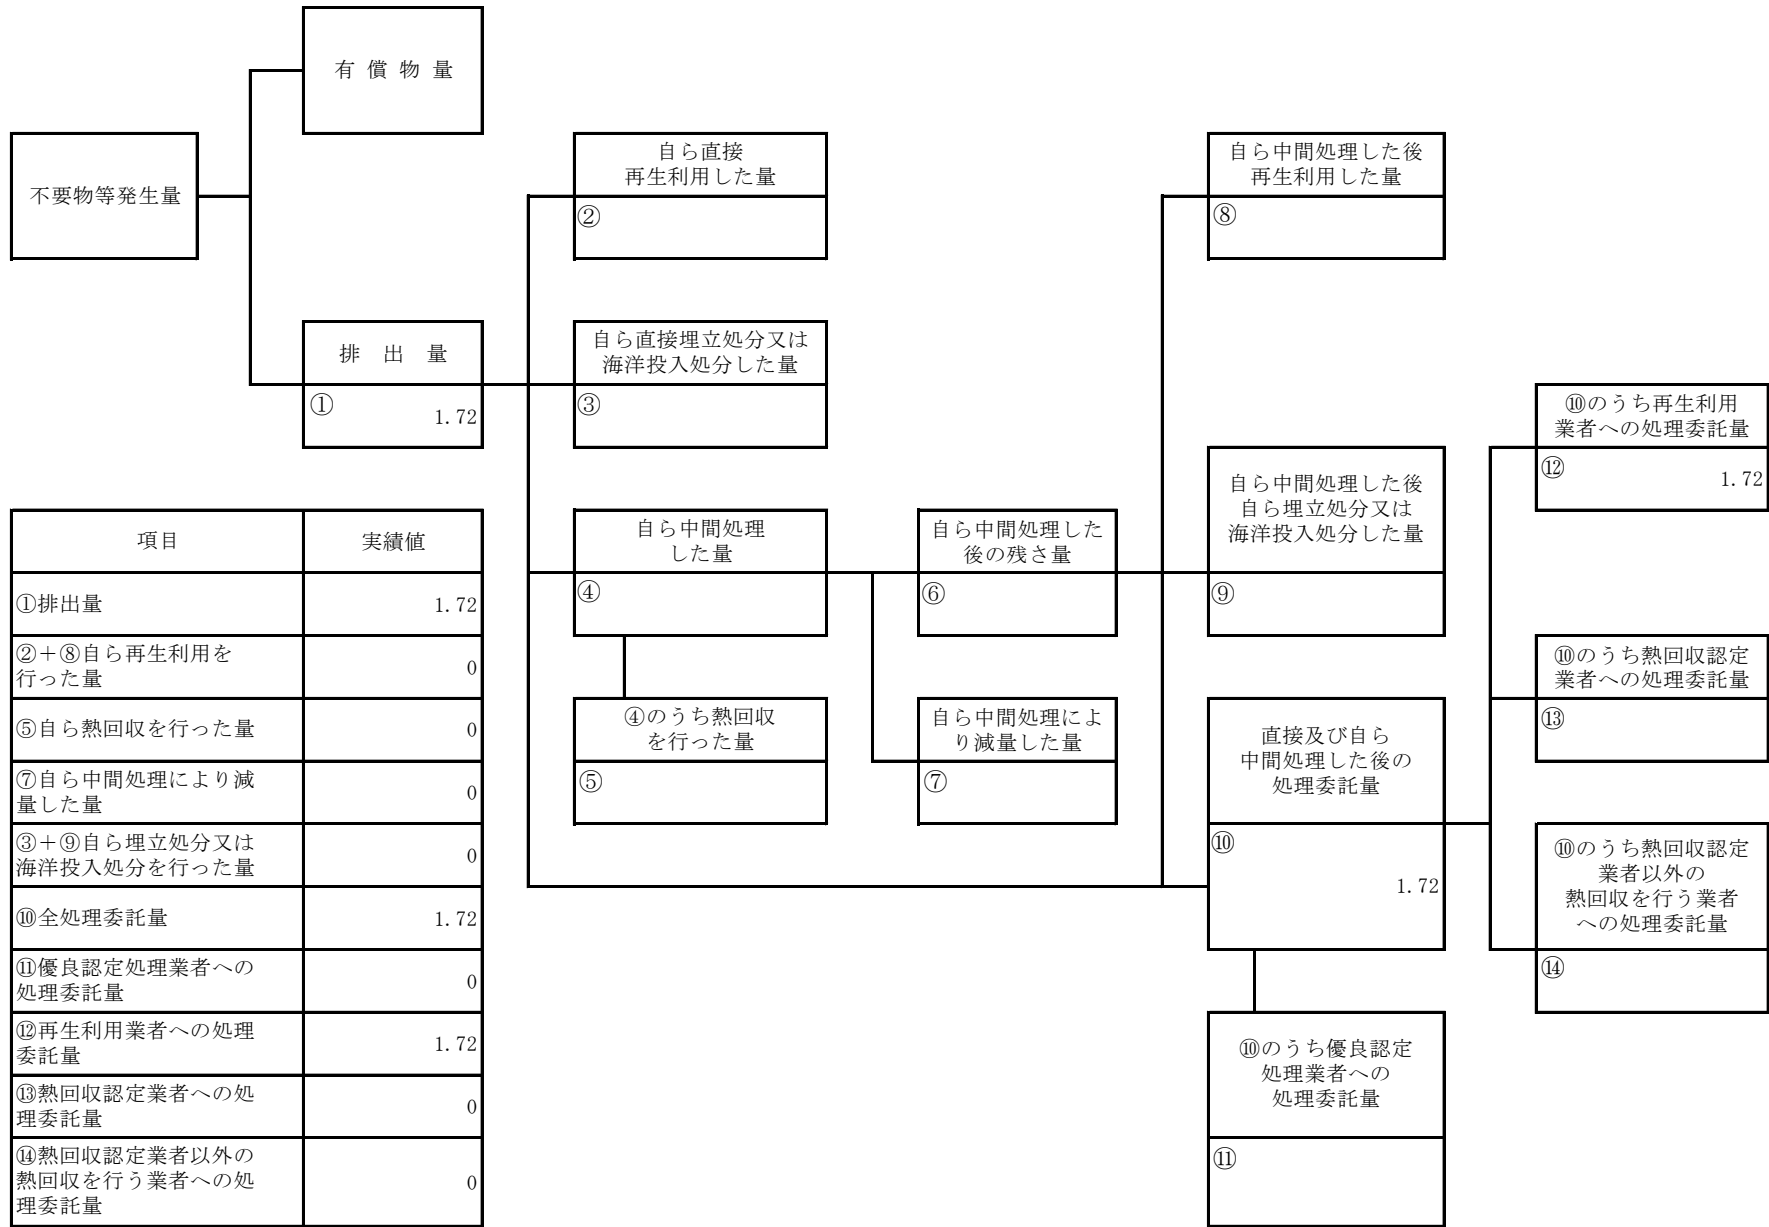 有 償 物 量
不要物等発生量
排 出 量
① 1.72
自ら直接
再生利用した量
②
自ら直接埋立処分又は
海洋投入処分した量
③
自ら中間処理
した量
④
④のうち熱回収
を行った量
⑤
自ら中間処理した
後の残さ量
⑥
自ら中間処理によ
り減量した量
⑦
自ら中間処理した後
再生利用した量
⑧
自ら中間処理した後
自ら埋立処分又は
海洋投入処分した量
⑨
直接及び自ら
中間処理した後の
処理委託量
⑩
1.72
⑩のうち優良認定
処理業者への
処理委託量
⑪
⑩のうち再生利用
業者への処理委託量
⑫ 1.72
⑩のうち熱回収認定
業者への処理委託量
⑬
⑩のうち熱回収認定
業者以外の
熱回収を行う業者
への処理委託量
⑭
項目 実績値
①排出量 1.72
②+⑧自ら再生利用を
行った量 0
⑤自ら熱回収を行った量 0
⑦自ら中間処理により減
量した量 0
③+⑨自ら埋立処分又は
海洋投入処分を行った量 0
⑩全処理委託量 1.72
⑪優良認定処理業者への
処理委託量 0
⑫再生利用業者への処理
委託量 1.72
⑬熱回収認定業者への処
理委託量 0
⑭熱回収認定業者以外の
熱回収を行う業者への処
理委託量 0